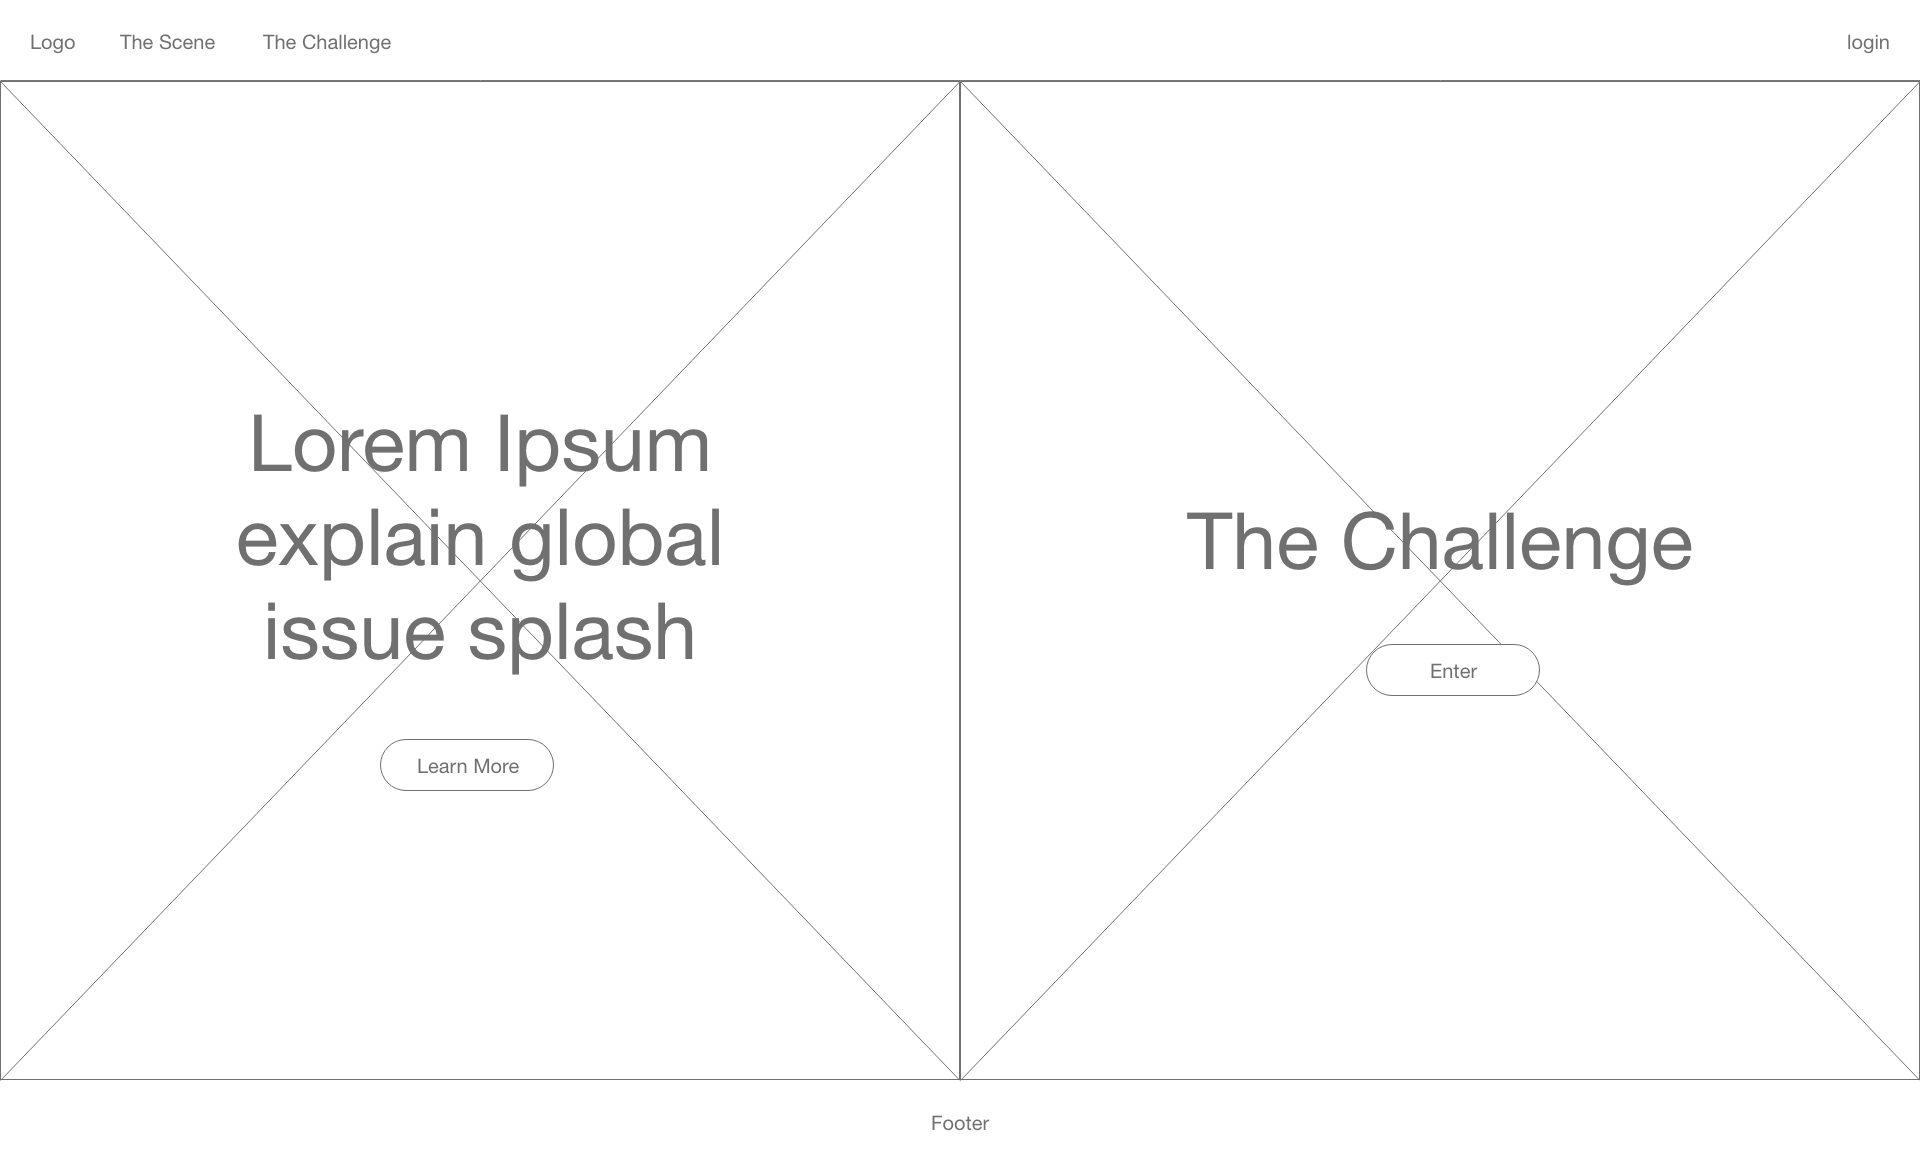 Logo The Scene The Challenge login
Lorem Ipsum
explain global
issue splash
Learn More
The Challenge
Enter
Footer